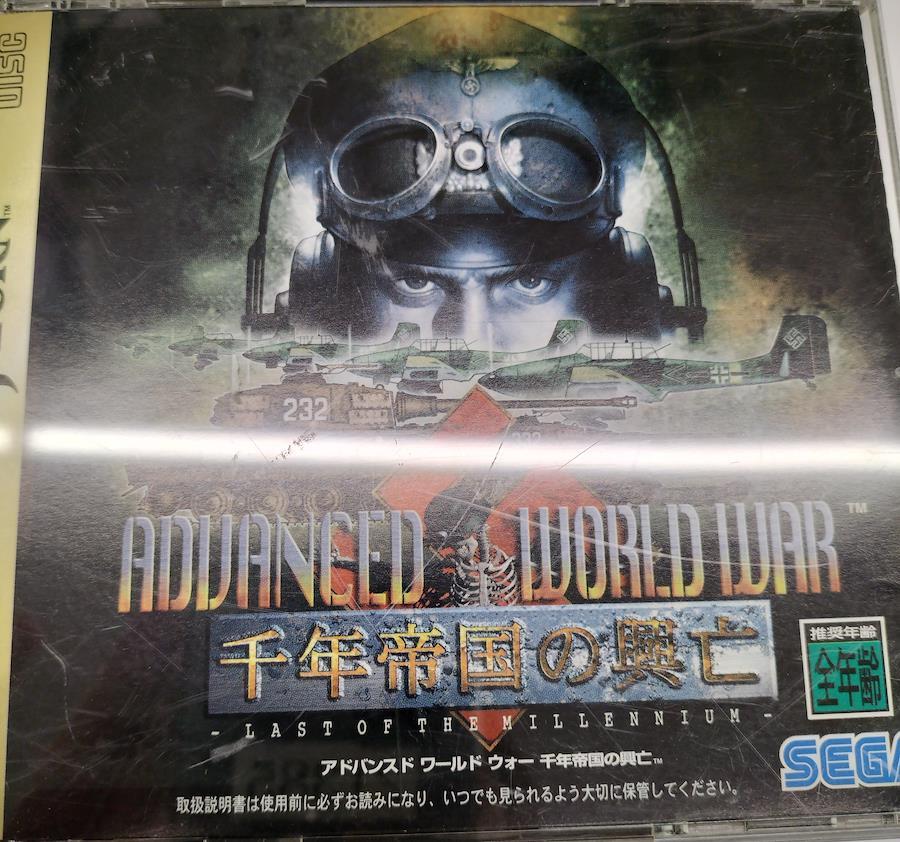 DISC
232
ADVANCED WORLD WAR™
千年帝国の興亡
- LAST OF THE MILLENNIUM -
アドバンスド ワールド ウォー 千年帝国の興亡™
取扱説明書は使用前に必ずお読みになり、いつでも見られるよう大切に保管してください。
推奨年齢
全年齢
SEGA